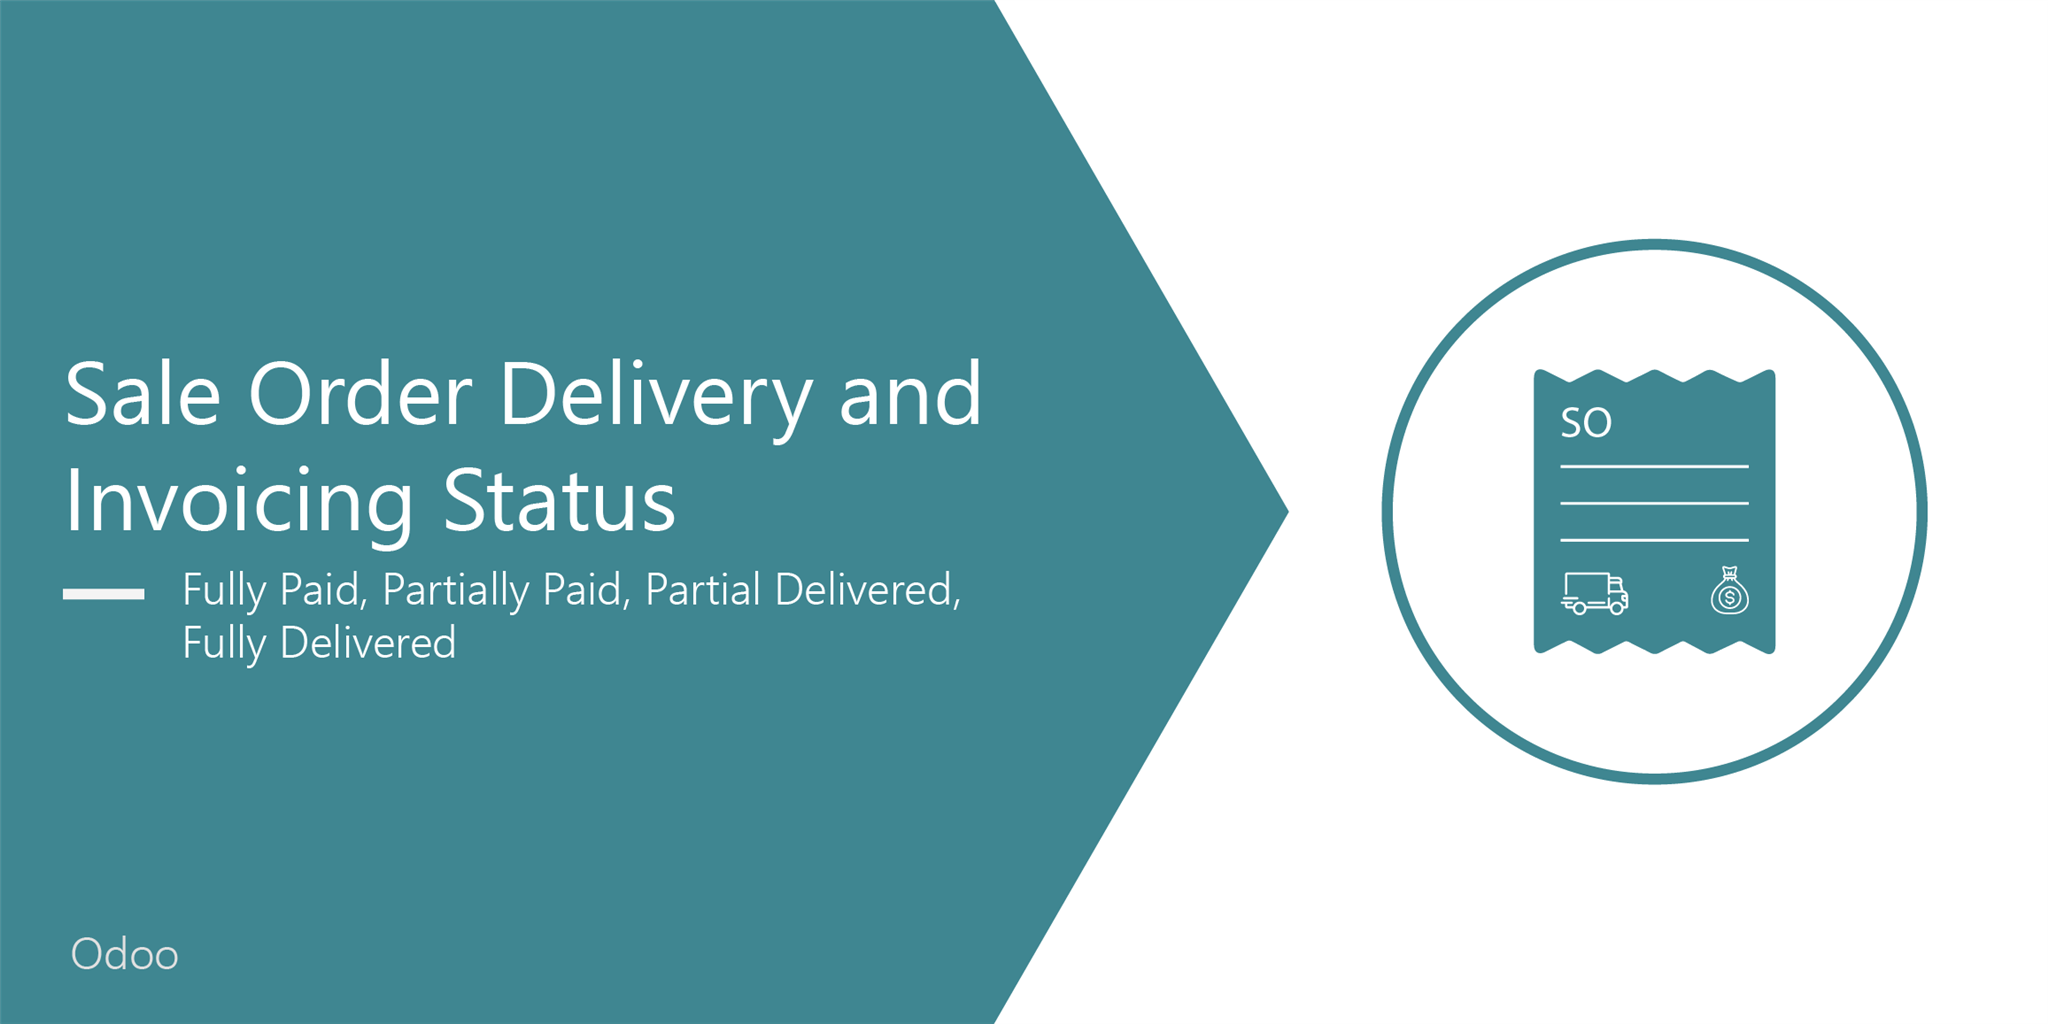 Sale Order Delivery and
Invoicing Status
Fully Paid, Partially Paid, Partial Delivered,
Fully Delivered
Odoo
SO
$